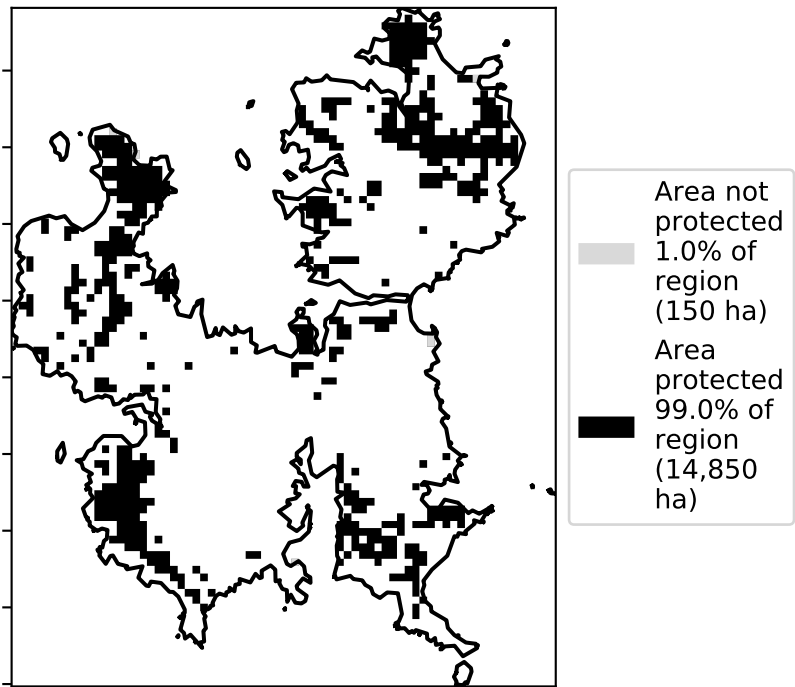 Area not
protected
1.0% of
region
(150 ha)
Area
protected
99.0% of
region
(14,850
ha)